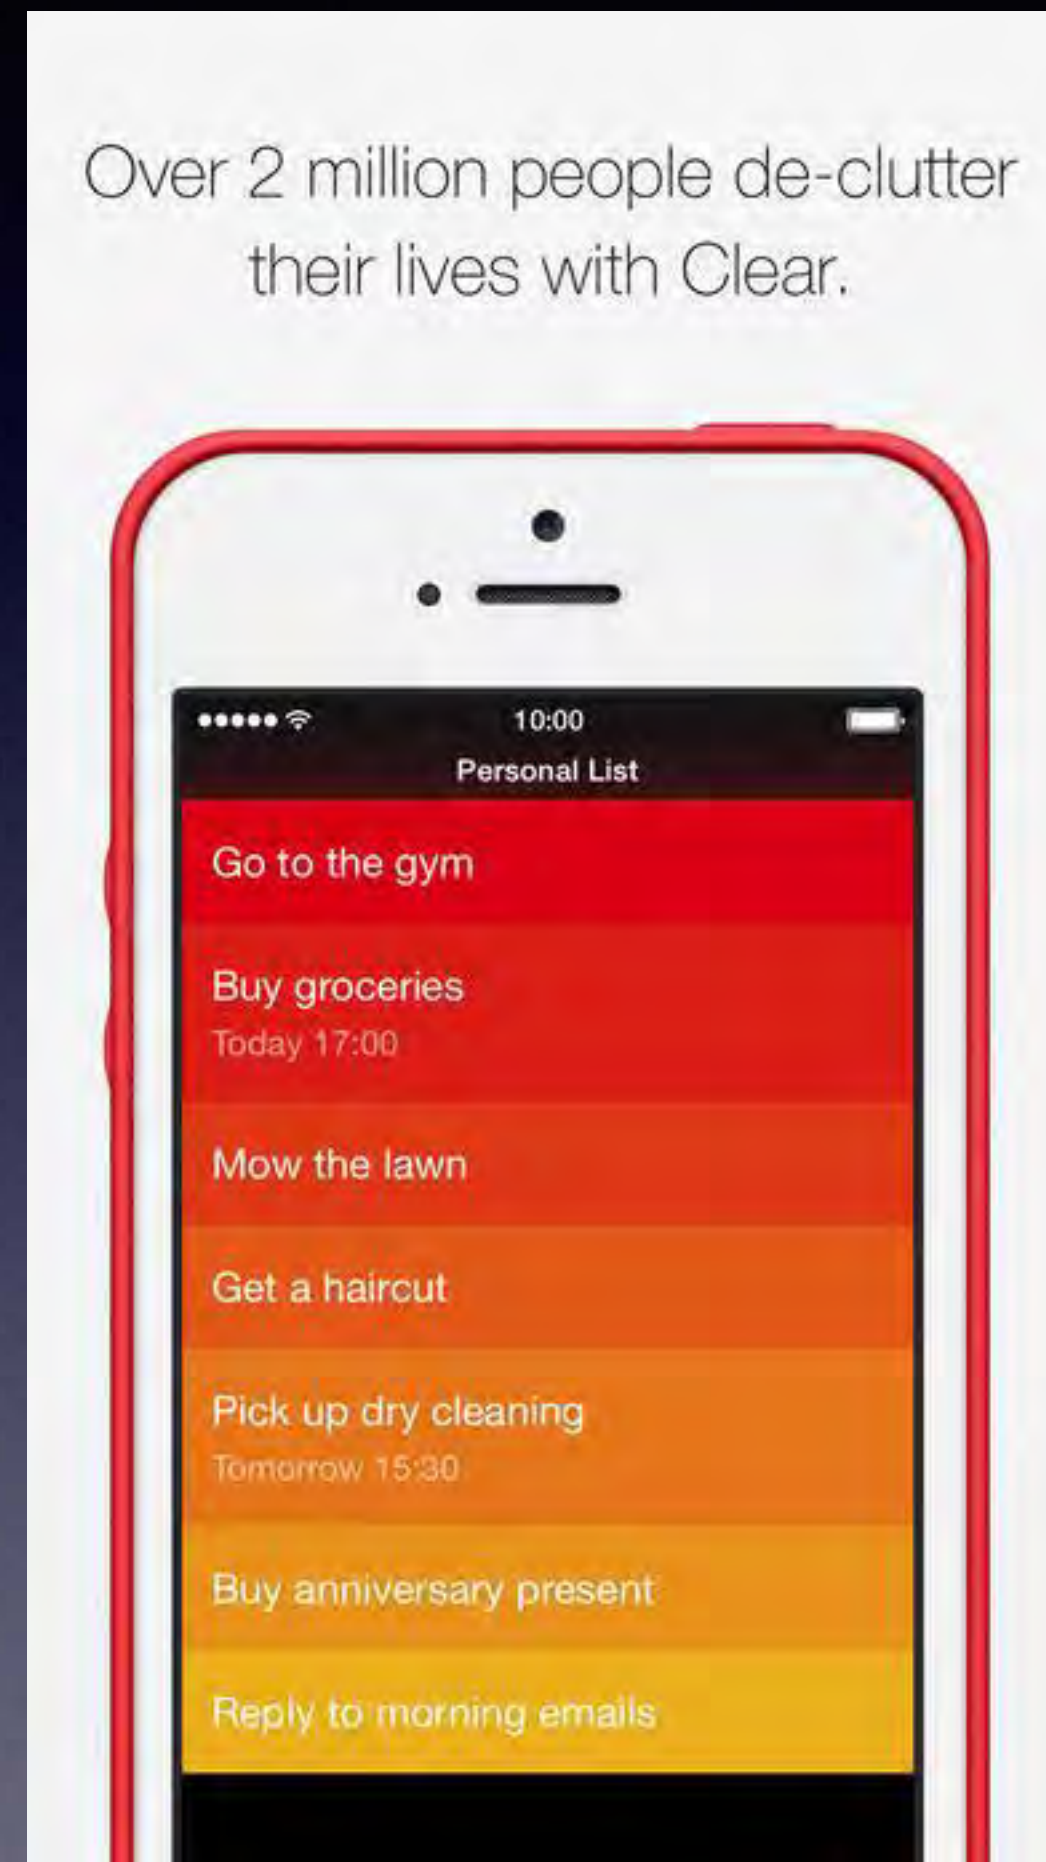 Over 2 million people de-clutter
their lives with Clear.
10:00
Personal List
Go to the gym
Buy groceries
Today 17:00
Mow the lawn
Get a haircut
Pick up dry cleaning
Tomorrow 15:30
Buy anniversary present
Reply to morning emails